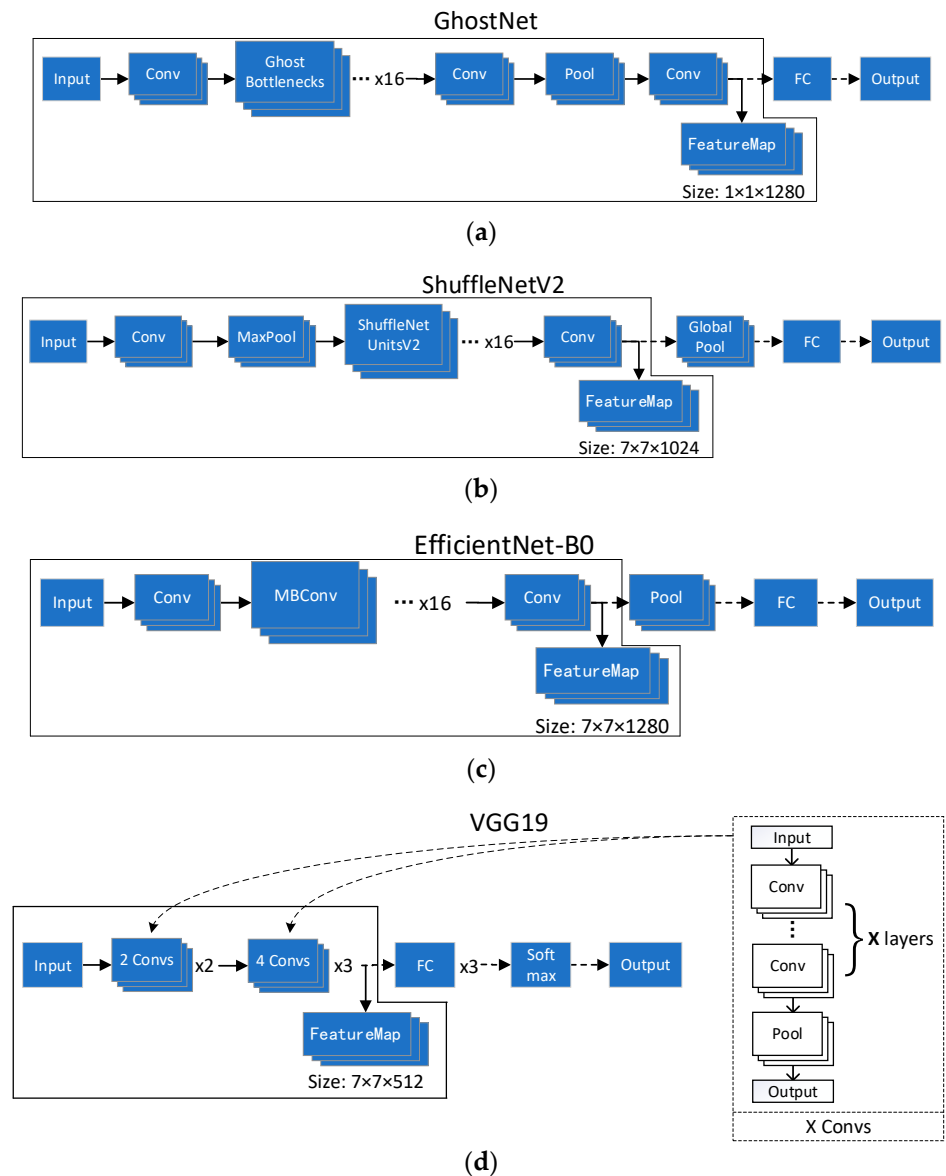 GhostNet
Input
Conv
Ghost
Bottlenecks
··· x16
Conv
Pool
Conv
FC
Output
FeatureMap
Size: 1×1×1280
(a)
ShuffleNetV2
Input
Conv
MaxPool
ShuffleNet
UnitsV2
··· x16
Conv
Global
Pool
FC
Output
FeatureMap
Size: 7×7×1024
(b)
EfficientNet-B0
Input
Conv
MBConv
··· x16
Conv
Pool
FC
Output
FeatureMap
Size: 7×7×1280
(c)
VGG19
Input
2 Convs
x2
4 Convs
x3
FC
x3
Soft
max
Output
FeatureMap
Size: 7×7×512
Input
Conv
⋮
X layers
Conv
Pool
Output
X Convs
(d)